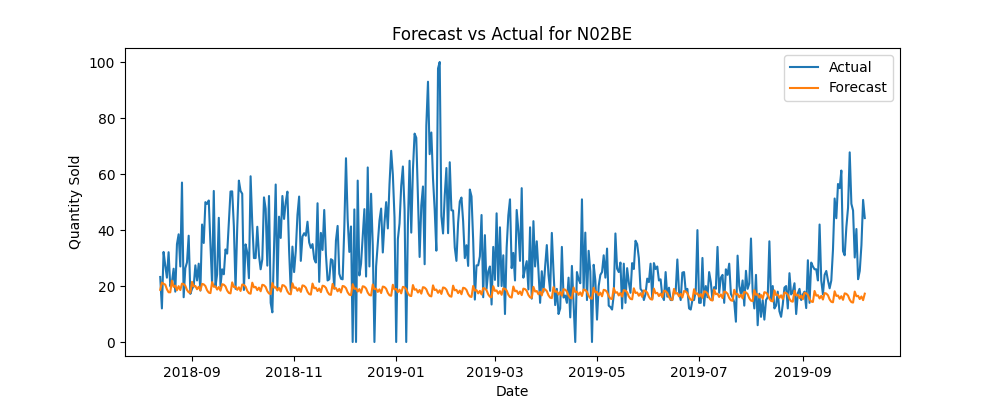 Forecast vs Actual for N02BE
Actual
Forecast
Quantity Sold
100
80
60
40
20
0
2018-09 2018-11 2019-01 2019-03 2019-05 2019-07 2019-09
Date